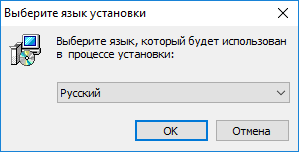 Выберите язык установки
Выберите язык, который будет использован
в процессе установки:
Русский
OK
Отмена